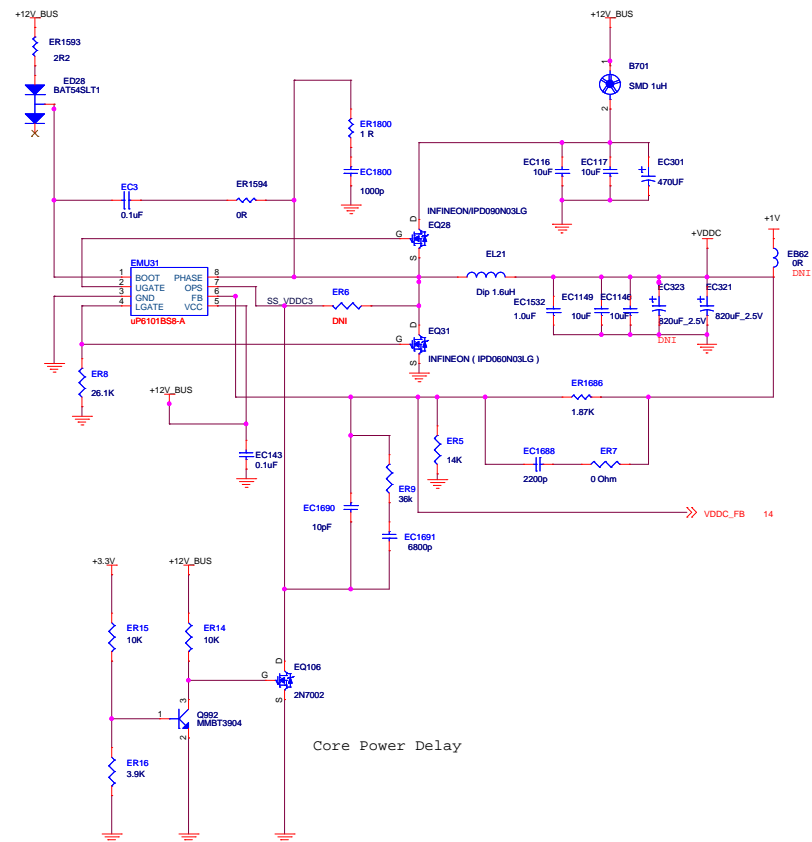 +12V_BUS
+12V_BUS
ER1593
2R2
ED28
BAT54SLT1
1
B701
SMD 1uH
2
ER1800
1 R
EC1800
1000p
EC116
10uF
EC117
10uF
EC301
470UF
EC3
0.1uF
ER1594
0R
D
INFINEON/IPD090N03LG
EQ28
G
S
+VDDC
+1V
EB62
0R
DNI
EMU31
1 BOOT PHASE 8
2 UGATE OPS 7
3 GND FB 6
4 LGATE VCC 5
uP6101BS8-A
SS_VDDC3
ER6
DNI
EL21
Dip 1.6uH
EC1532
1.0uF
EC1149
10uF
EC1146
10uF
EC323
820uF_2.5V
DNI
EC321
820uF_2.5V
D
EQ31
G
S
INFINEON ( IPD060N03LG )
ER8
26.1K
+12V_BUS
EC143
0.1uF
ER1686
1.87K
ER5
14K
EC1688
2200p
ER7
0 Ohm
ER9
36k
EC1690
10pF
EC1691
6800p
VDDC_FB 14
+3.3V
+12V_BUS
ER15
10K
ER14
10K
D
G
EQ106
S
2N7002
3
1
Q992
MMBT3904
2
ER16
3.9K
Core Power Delay